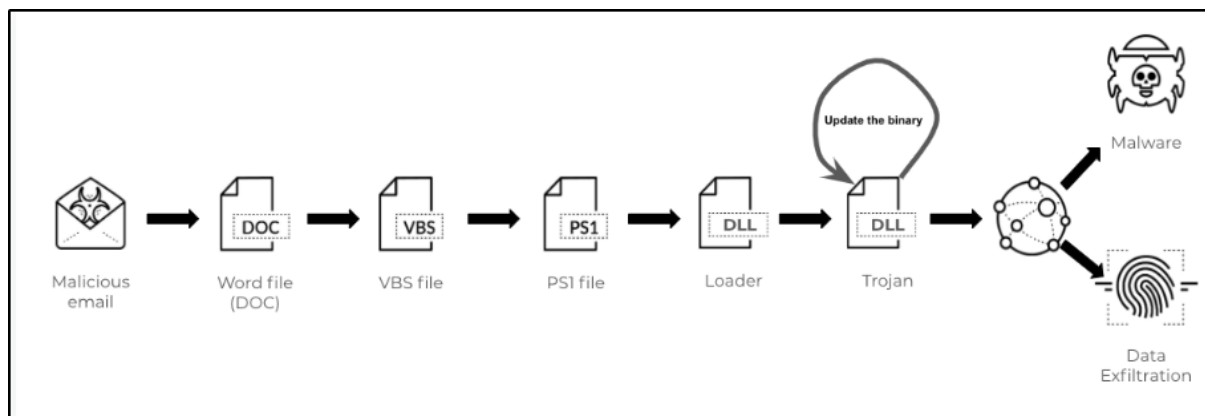 Update the binary
Malware
DOC
VBS
PS1
DLL
DLL
Malicious
email
Word file
(DOC)
VBS file
PS1 file
Loader
Trojan
Data
Exfiltration